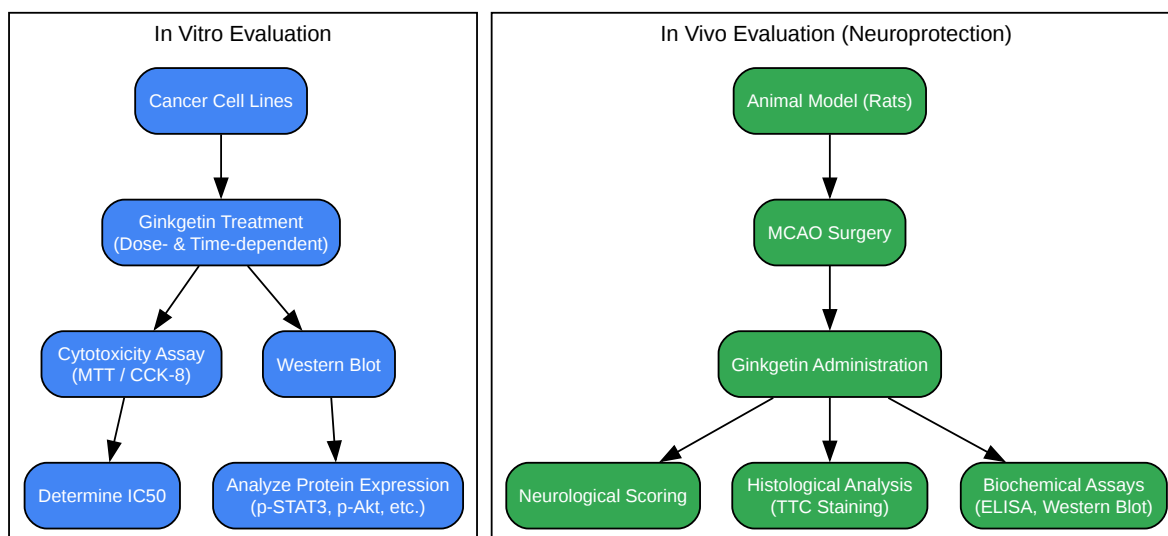 In Vitro Evaluation
Cancer Cell Lines
Ginkgetin Treatment
(Dose- & Time-dependent)
Cytotoxicity Assay
(MTT / CCK-8)
Western Blot
Determine IC50
Analyze Protein Expression
(p-STAT3, p-Akt, etc.)
In Vivo Evaluation (Neuroprotection)
Animal Model (Rats)
MCAO Surgery
Ginkgetin Administration
Neurological Scoring
Histological Analysis
(TTC Staining)
Biochemical Assays
(ELISA, Western Blot)